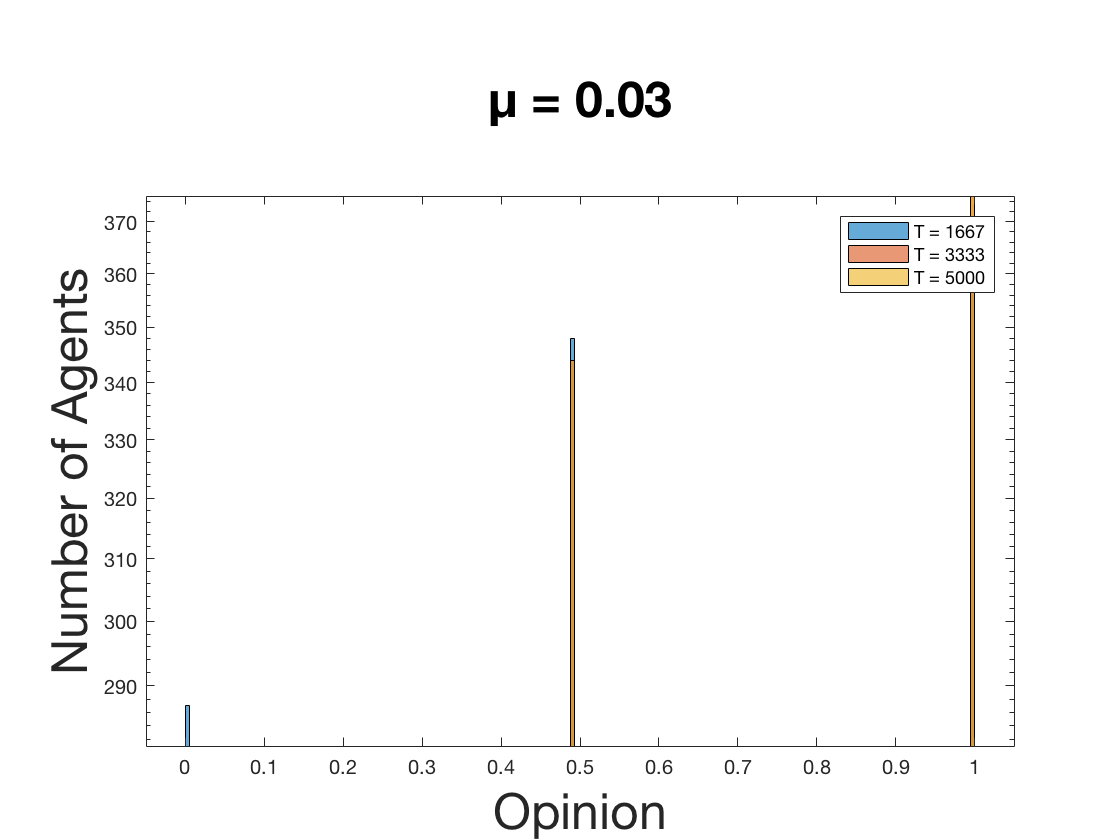 μ = 0.03
Number of Agents
370
360
350
340
330
320
310
300
290
T = 1667
T = 3333
T = 5000
0 0.1 0.2 0.3 0.4 0.5 0.6 0.7 0.8 0.9 1
Opinion